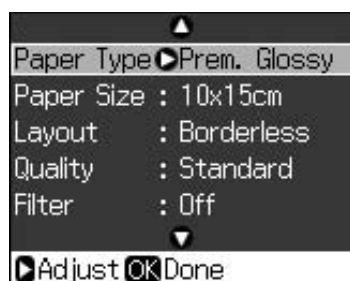 Paper Type Prem. Glossy
Paper Size : 10x15cm
Layout : Borderless
Quality : Standard
Filter : Off
Adjust OK Done